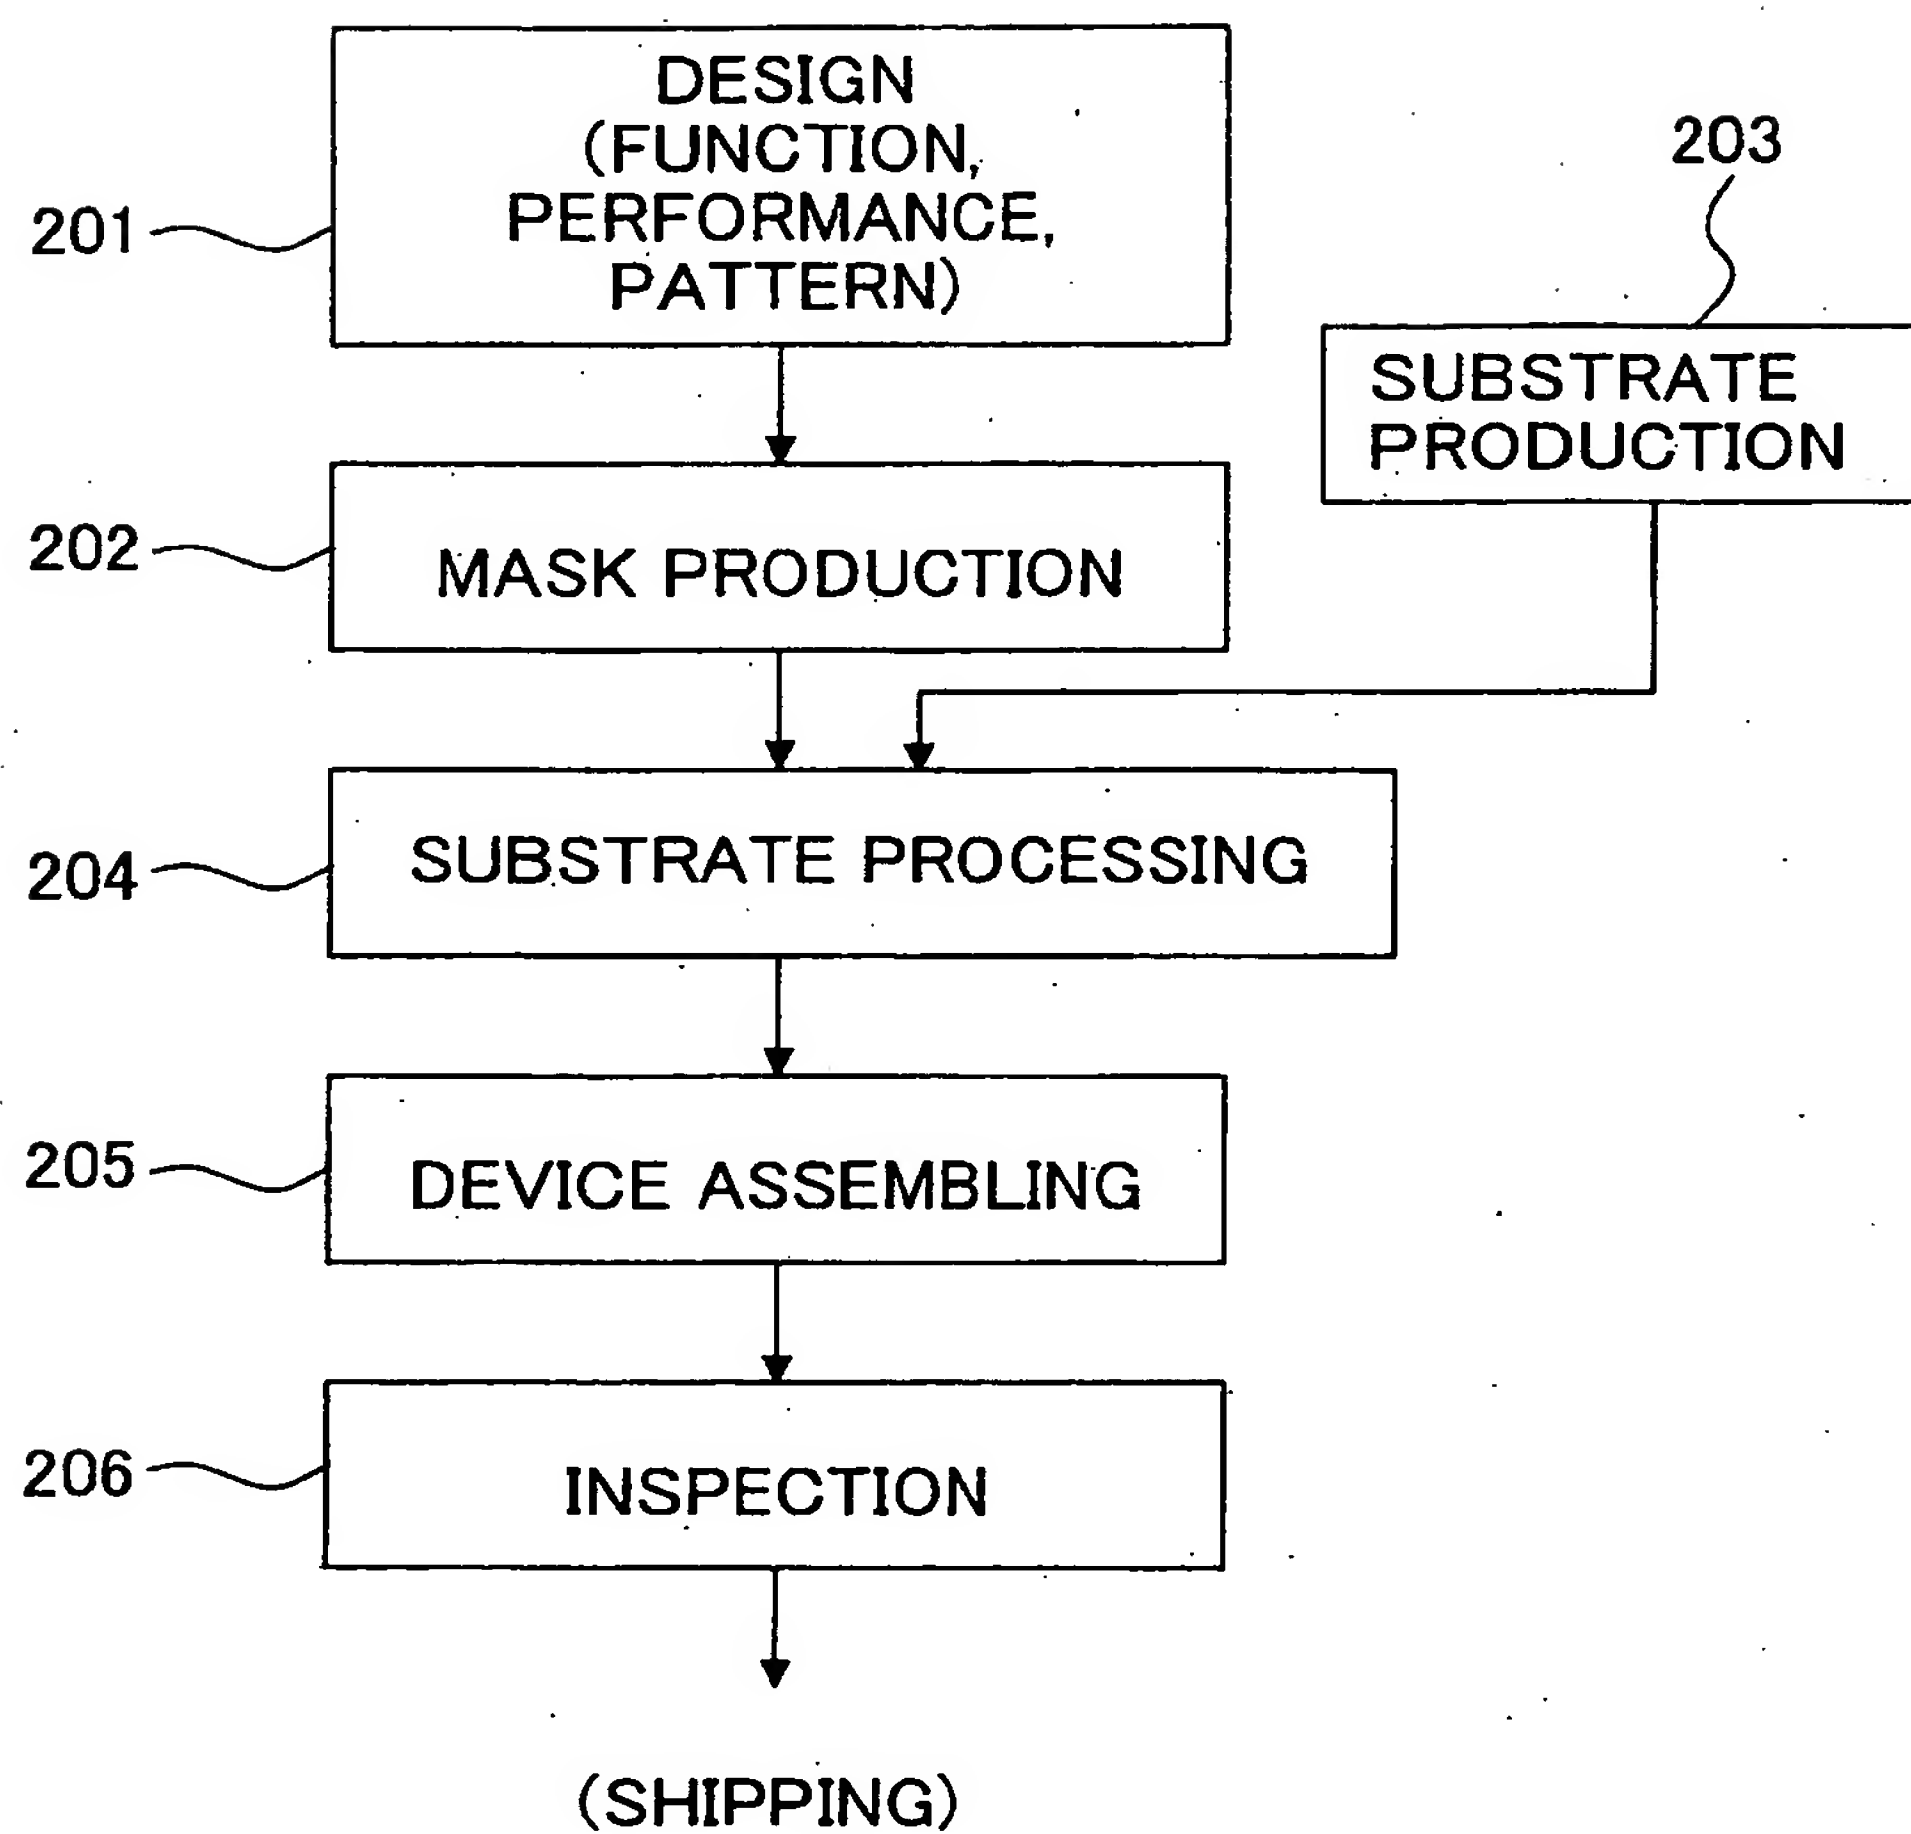 DESIGN
(FUNCTION,
PERFORMANCE,
PATTERN)
201
203
SUBSTRATE
PRODUCTION
202
MASK PRODUCTION
204
SUBSTRATE PROCESSING
205
DEVICE ASSEMBLING
206
INSPECTION
(SHIPPING)